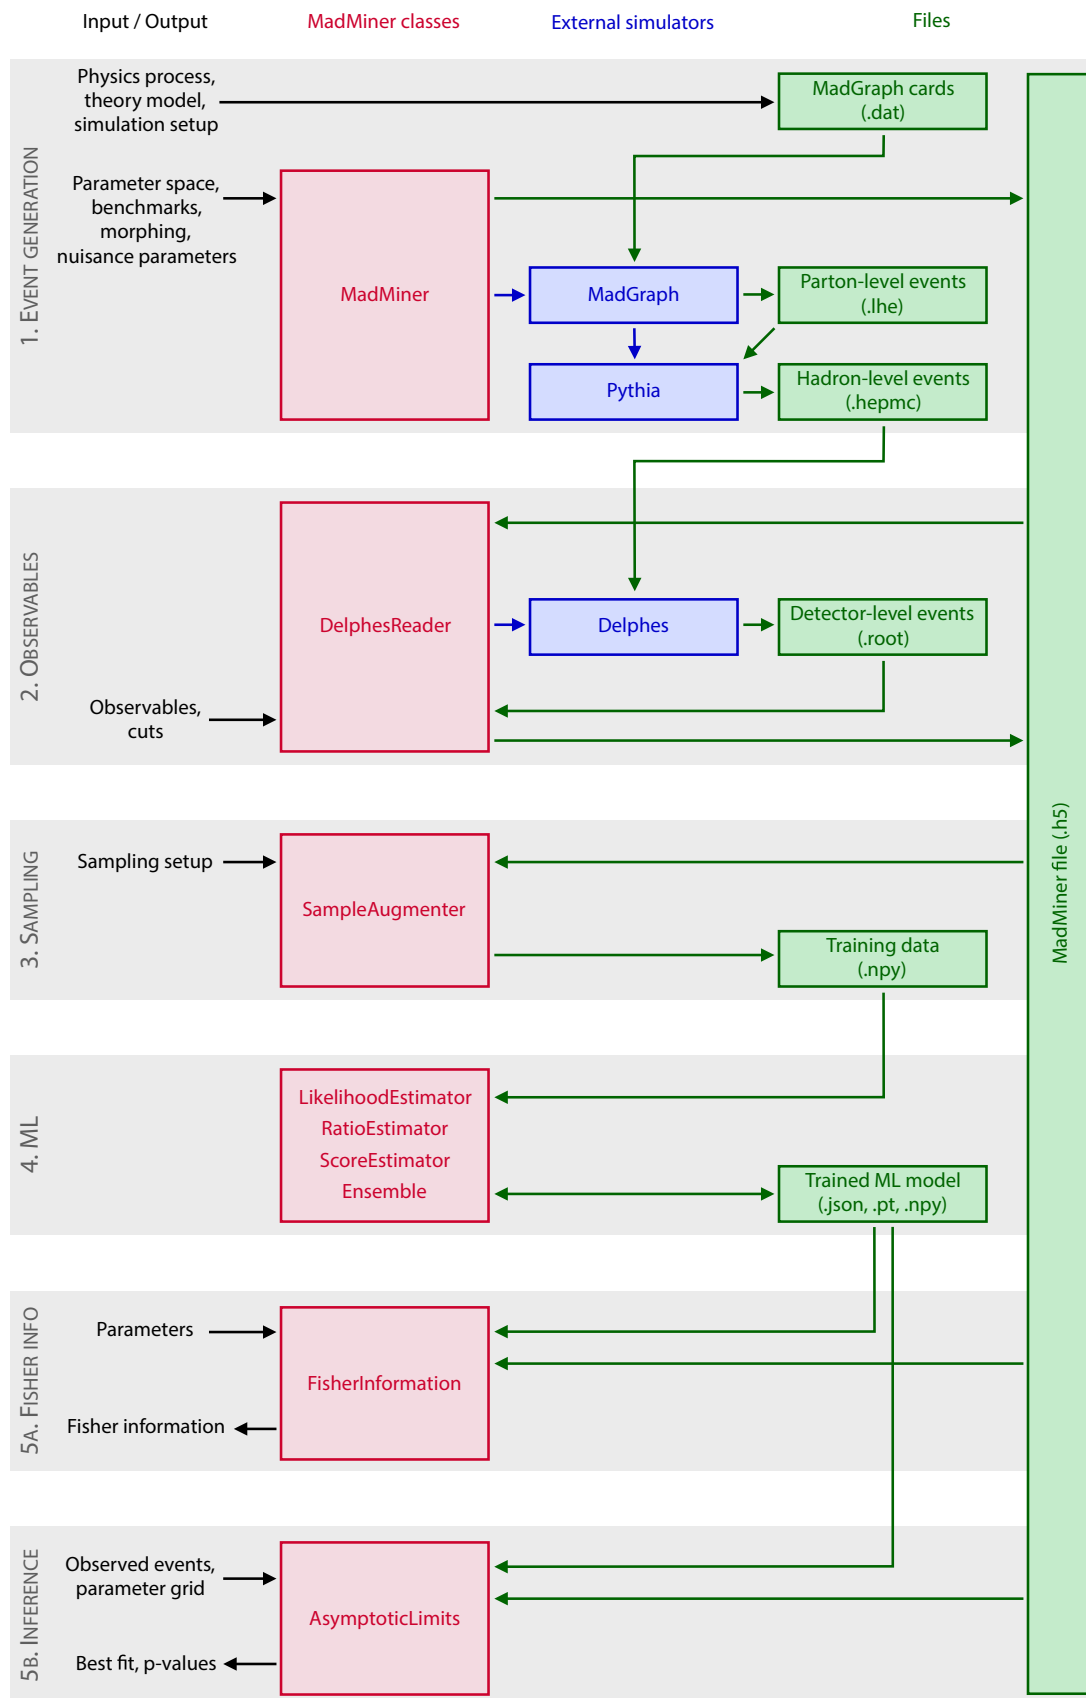 Input / Output
MadMiner classes
External simulators
Files
1. EVENT GENERATION
Physics process,
theory model,
simulation setup
MadGraph cards
(.dat)
Parameter space,
benchmarks,
morphing,
nuisance parameters
MadMiner
MadGraph
Parton-level events
(.lhe)
Pythia
Hadron-level events
(.hepmc)
2. OBSERVABLES
DelphesReader
Delphes
Detector-level events
(.root)
Observables,
cuts
MadMiner file (.h5)
3. SAMPLING
Sampling setup
SampleAugmenter
Training data
(.npy)
4. ML
LikelihoodEstimator
RatioEstimator
ScoreEstimator
Ensemble
Trained ML model
(.json, .pt, .npy)
5A. FISHER INFO
Parameters
FisherInformation
Fisher information
5B. INFERENCE
Observed events,
parameter grid
AsymptoticLimits
Best fit, p-values